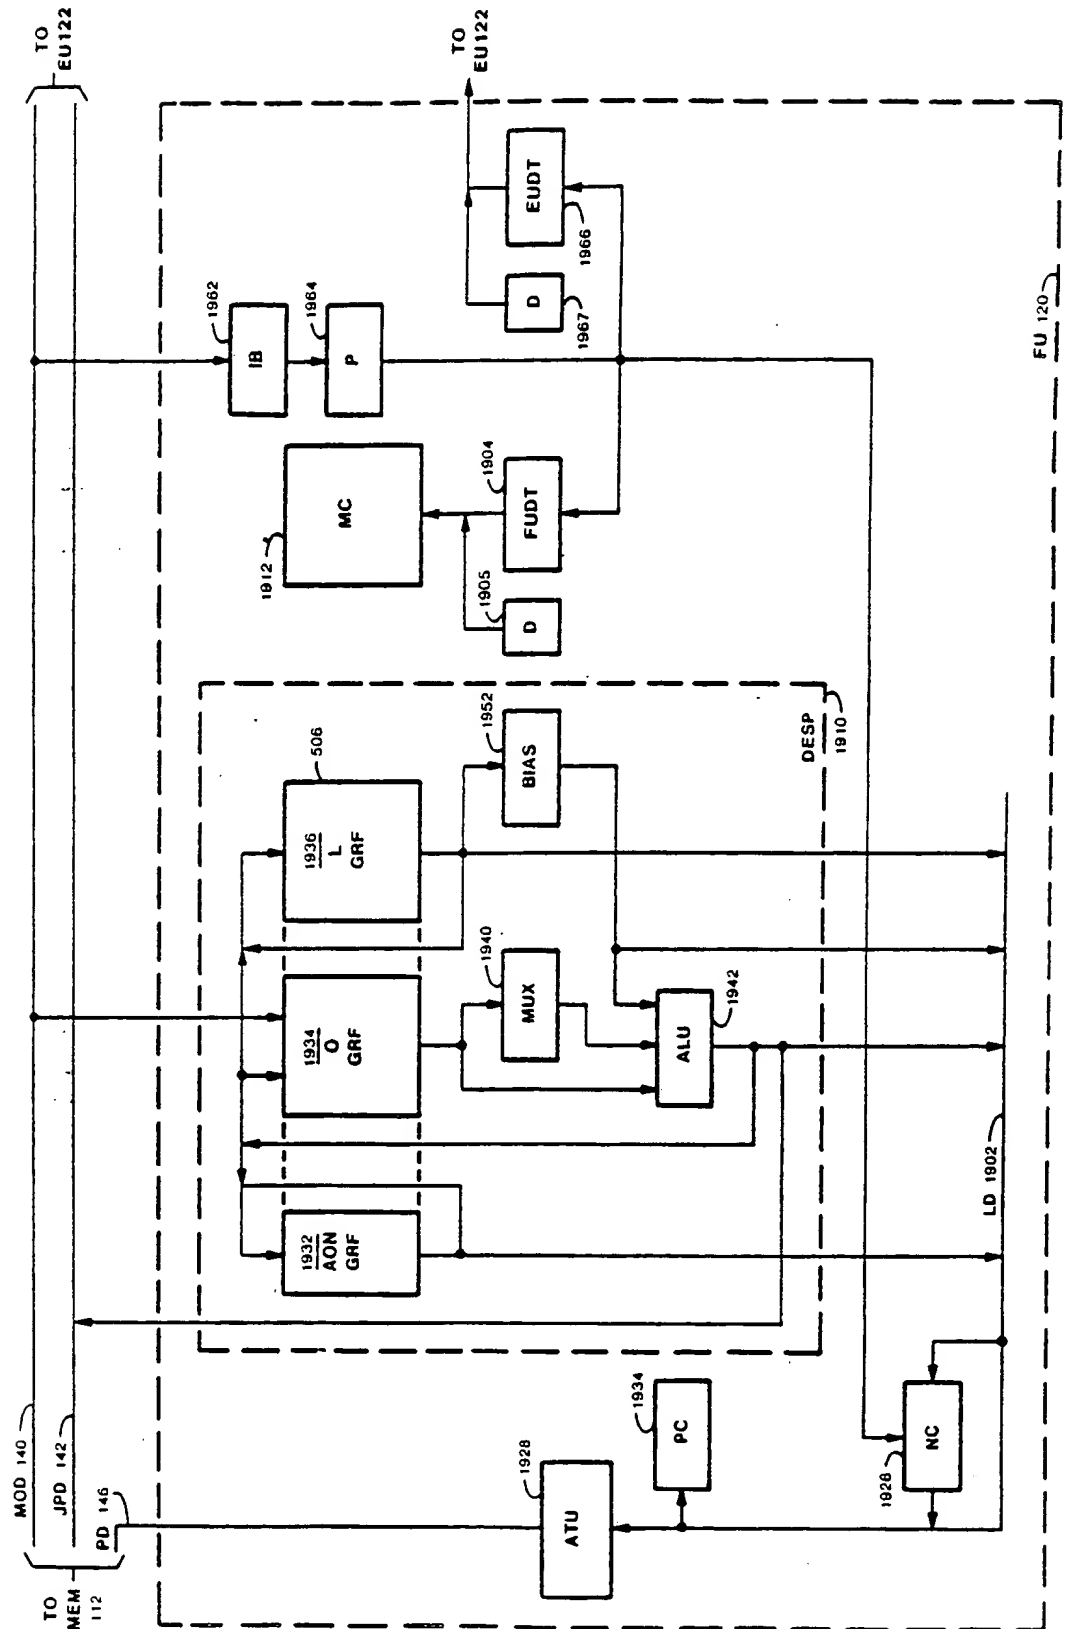 TO
EU122
TO
EU122
MOD 140
JPD 142
PD 146
TO
MEM
112
1962
IB
1964
P
EUDT
1966
D
1967
MC
1912
1904
FUDT
1905
D
FU 120
506
1936
L
GRF
1934
O
GRF
1932
AON
GRF
1952
BIAS
1940
MUX
1942
ALU
DESP
1910
1934
PC
1928
ATU
NC
1926
LD 1902